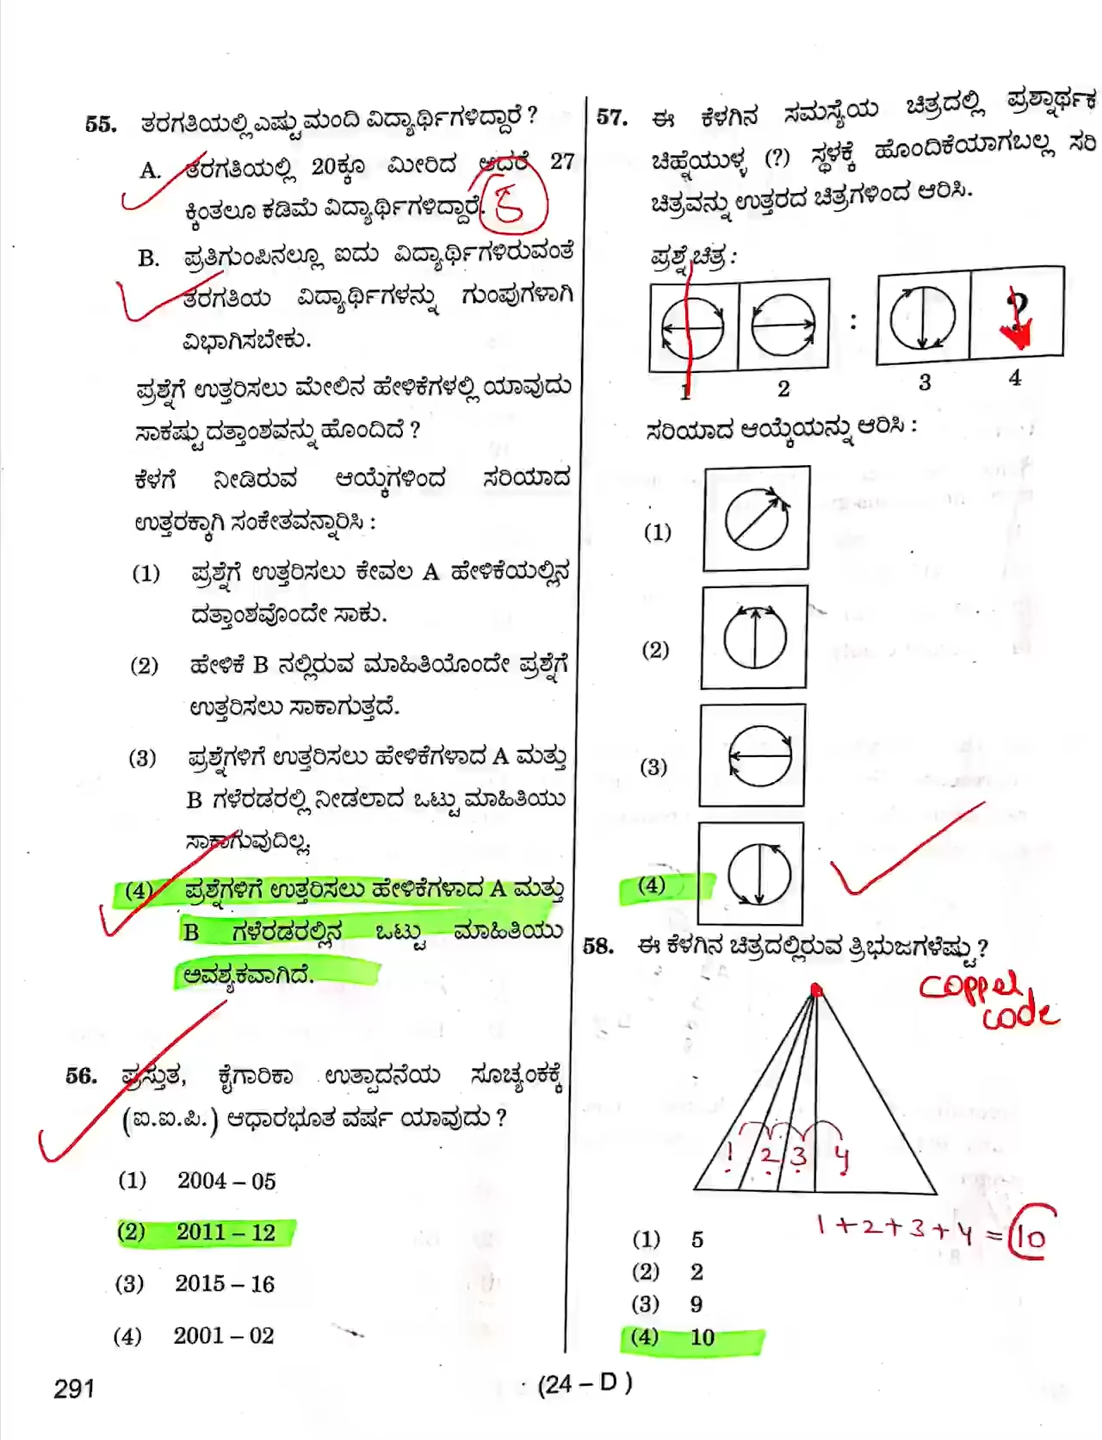 55. ತರಗತಿಯಲ್ಲಿ ಎಷ್ಟು ಮಂದಿ ವಿದ್ಯಾರ್ಥಿಗಳಿದ್ದಾರೆ ?
A. ತರಗತಿಯಲ್ಲಿ 20ಕ್ಕೂ ಮೀರಿದ ಆದರೆ 27
ಕ್ಕಿಂತಲೂ ಕಡಿಮೆ ವಿದ್ಯಾರ್ಥಿಗಳಿದ್ದಾರೆ.
B. ಪ್ರತಿಗುಂಪಿನಲ್ಲೂ ಐದು ವಿದ್ಯಾರ್ಥಿಗಳಿರುವಂತೆ
ತರಗತಿಯ ವಿದ್ಯಾರ್ಥಿಗಳನ್ನು ಗುಂಪುಗಳಾಗಿ
ವಿಭಾಗಿಸಬೇಕು.
ಪ್ರಶ್ನೆಗೆ ಉತ್ತರಿಸಲು ಮೇಲಿನ ಹೇಳಿಕೆಗಳಲ್ಲಿ ಯಾವುದು
ಸಾಕಷ್ಟು ದತ್ತಾಂಶವನ್ನು ಹೊಂದಿದೆ ?
ಕೆಳಗೆ ನೀಡಿರುವ ಆಯ್ಕೆಗಳಿಂದ ಸರಿಯಾದ
ಉತ್ತರಕ್ಕಾಗಿ ಸಂಕೇತವನ್ನಾರಿಸಿ :
(1) ಪ್ರಶ್ನೆಗೆ ಉತ್ತರಿಸಲು ಕೇವಲ A ಹೇಳಿಕೆಯಲ್ಲಿನ
ದತ್ತಾಂಶವೊಂದೇ ಸಾಕು.
(2) ಹೇಳಿಕೆ B ನಲ್ಲಿರುವ ಮಾಹಿತಿಯೊಂದೇ ಪ್ರಶ್ನೆಗೆ
ಉತ್ತರಿಸಲು ಸಾಕಾಗುತ್ತದೆ.
(3) ಪ್ರಶ್ನೆಗಳಿಗೆ ಉತ್ತರಿಸಲು ಹೇಳಿಕೆಗಳಾದ A ಮತ್ತು
B ಗಳೆರಡರಲ್ಲಿ ನೀಡಲಾದ ಒಟ್ಟು ಮಾಹಿತಿಯು
ಸಾಕಾಗುವುದಿಲ್ಲ.
(4) ಪ್ರಶ್ನೆಗಳಿಗೆ ಉತ್ತರಿಸಲು ಹೇಳಿಕೆಗಳಾದ A ಮತ್ತು
B ಗಳೆರಡರಲ್ಲಿನ ಒಟ್ಟು ಮಾಹಿತಿಯು
ಅವಶ್ಯಕವಾಗಿದೆ.
56. ಪ್ರಸ್ತುತ, ಕೈಗಾರಿಕಾ ಉತ್ಪಾದನೆಯ ಸೂಚ್ಯಂಕಕ್ಕೆ
(ಐ.ಐ.ಪಿ.) ಆಧಾರಭೂತ ವರ್ಷ ಯಾವುದು ?
(1) 2004 – 05
(2) 2011 – 12
(3) 2015 – 16
(4) 2001 – 02
57. ಈ ಕೆಳಗಿನ ಸಮಸ್ಯೆಯ ಚಿತ್ರದಲ್ಲಿ ಪ್ರಶ್ನಾರ್ಥಕ
ಚಿಹ್ನೆಯುಳ್ಳ (?) ಸ್ಥಳಕ್ಕೆ ಹೊಂದಿಕೆಯಾಗಬಲ್ಲ ಸರಿ
ಚಿತ್ರವನ್ನು ಉತ್ತರದ ಚಿತ್ರಗಳಿಂದ ಆರಿಸಿ.
ಪ್ರಶ್ನೆ ಚಿತ್ರ :
: ?
1 2 3 4
ಸರಿಯಾದ ಆಯ್ಕೆಯನ್ನು ಆರಿಸಿ :
(1)
(2)
(3)
(4)
58. ಈ ಕೆಳಗಿನ ಚಿತ್ರದಲ್ಲಿರುವ ತ್ರಿಭುಜಗಳೆಷ್ಟು ?
coppel
code
1 2 3 4
1 + 2 + 3 + 4 = 10
(1) 5
(2) 2
(3) 9
(4) 10
291
(24 – D )